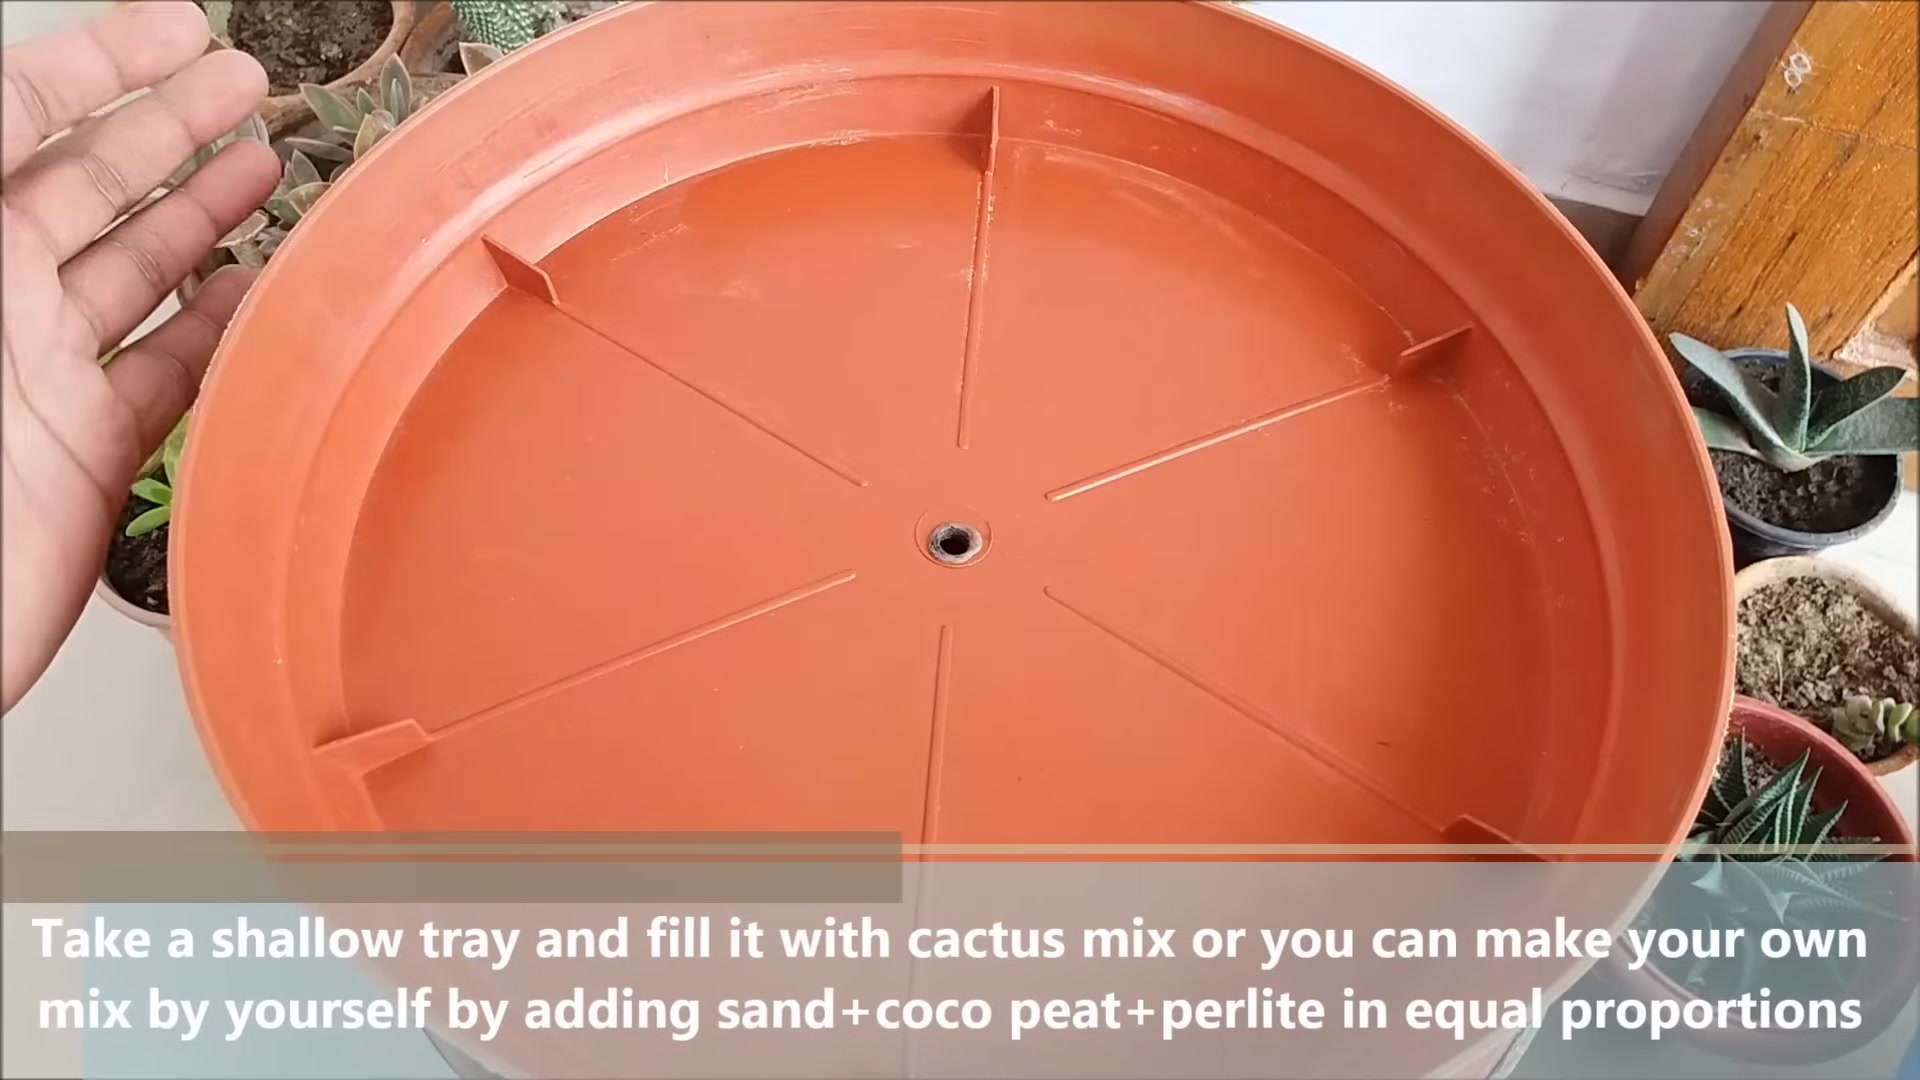 Take a shallow tray and fill it with cactus mix or you can make your own
mix by yourself by adding sand+coco peat+perlite in equal proportions